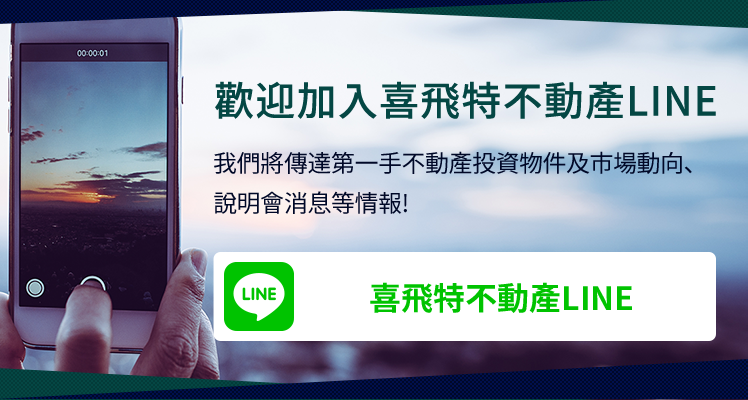 00:00:01
歡迎加入喜飛特不動產LINE
我們將傳達第一手不動產投資物件及市場動向、
說明會消息等情報!
LINE
喜飛特不動產LINE